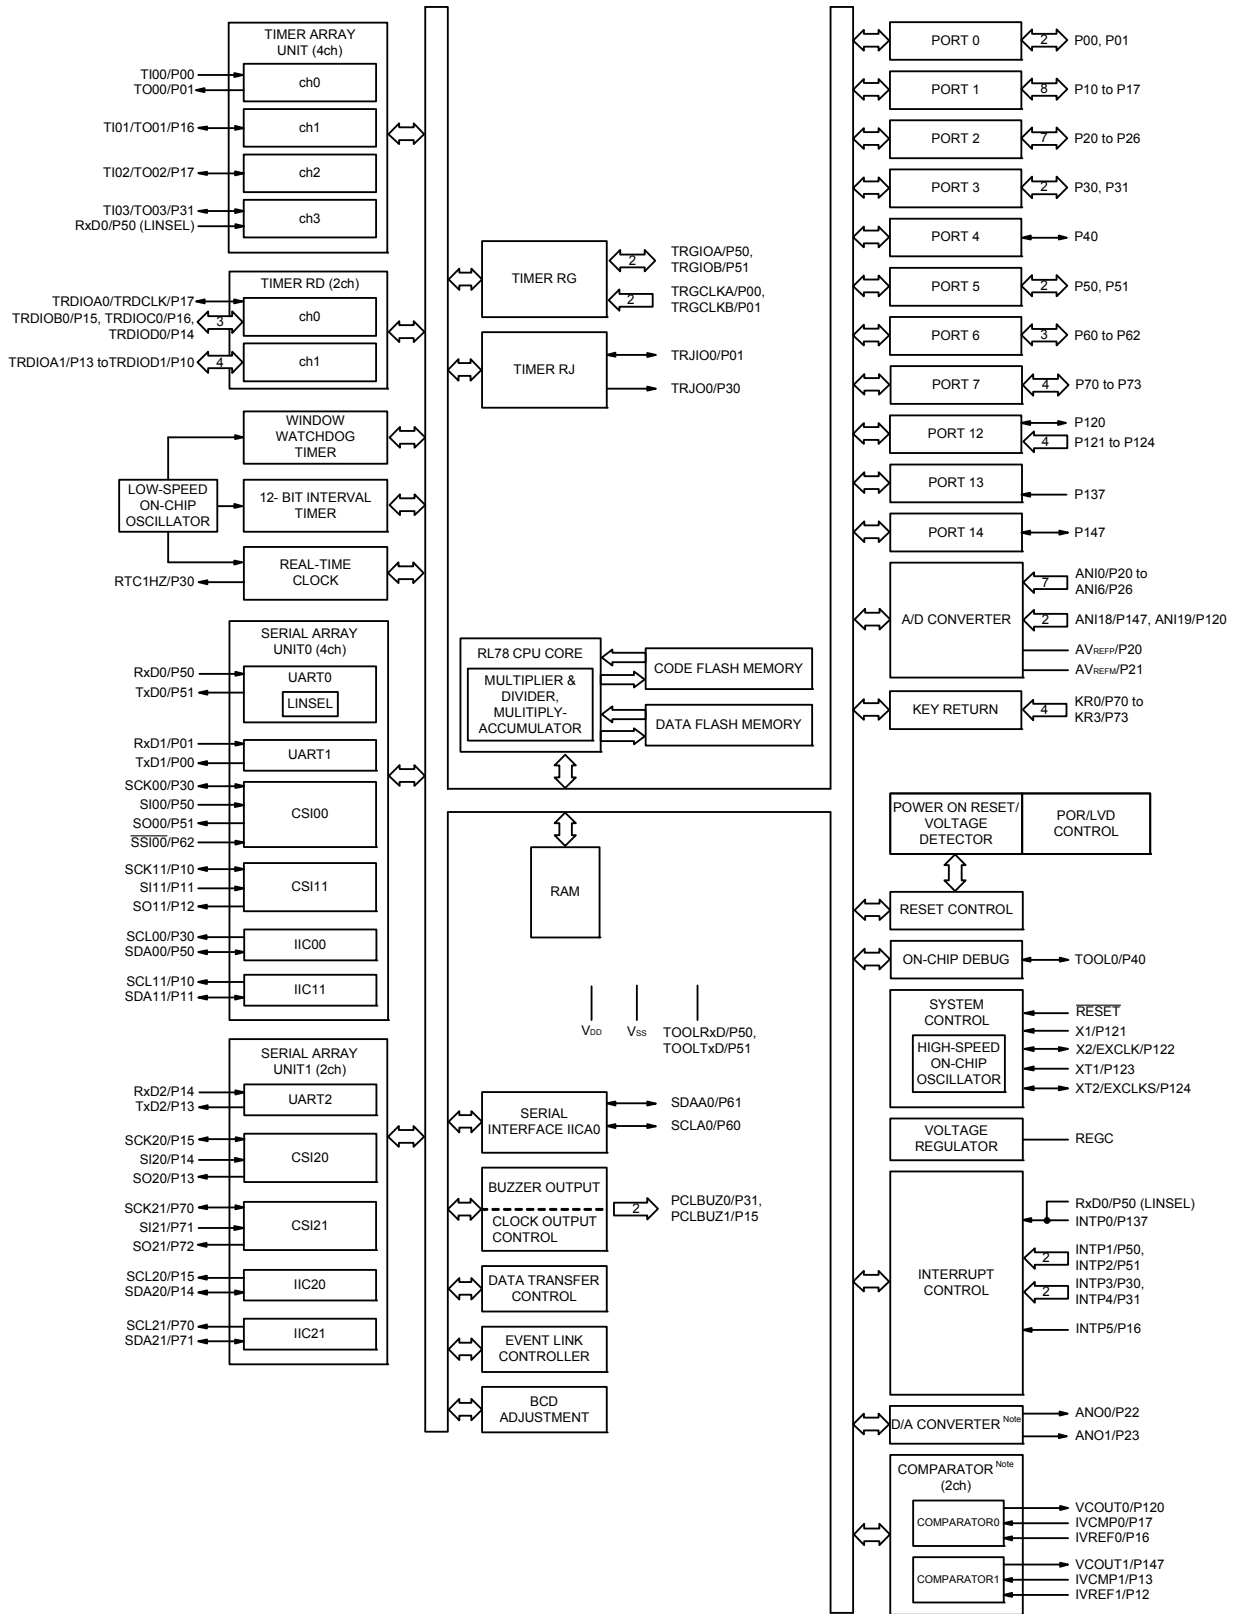 TIMER ARRAY
UNIT (4ch)
TI00/P00
TO00/P01
ch0
TI01/TO01/P16
ch1
TI02/TO02/P17
ch2
TI03/TO03/P31
RxD0/P50 (LINSEL)
ch3
TIMER RD (2ch)
TRDIOA0/TRDCLK/P17
TRDIOB0/P15, TRDIOC0/P16,
TRDIOD0/P14
3
ch0
TRDIOA1/P13 toTRDIOD1/P10
4
ch1
WINDOW
WATCHDOG
TIMER
LOW-SPEED
ON-CHIP
OSCILLATOR
12- BIT INTERVAL
TIMER
REAL-TIME
CLOCK
RTC1HZ/P30
SERIAL ARRAY
UNIT0 (4ch)
RxD0/P50
TxD0/P51
UART0
LINSEL
RxD1/P01
TxD1/P00
UART1
SCK00/P30
SI00/P50
SO00/P51
SSI00/P62
CSI00
SCK11/P10
SI11/P11
SO11/P12
CSI11
SCL00/P30
SDA00/P50
IIC00
SCL11/P10
SDA11/P11
IIC11
SERIAL ARRAY
UNIT1 (2ch)
RxD2/P14
TxD2/P13
UART2
SCK20/P15
SI20/P14
SO20/P13
CSI20
SCK21/P70
SI21/P71
SO21/P72
CSI21
SCL20/P15
SDA20/P14
IIC20
SCL21/P70
SDA21/P71
IIC21
TIMER RG
2
TRGIOA/P50,
TRGIOB/P51
2
TRGCLKA/P00,
TRGCLKB/P01
TIMER RJ
TRJIO0/P01
TRJO0/P30
RL78 CPU CORE
MULTIPLIER &
DIVIDER,
MULITIPLY-
ACCUMULATOR
CODE FLASH MEMORY
DATA FLASH MEMORY
RAM
VDD
VSS
TOOLRxD/P50,
TOOLTxD/P51
SERIAL
INTERFACE IICA0
SDAA0/P61
SCLA0/P60
BUZZER OUTPUT
CLOCK OUTPUT
CONTROL
2
PCLBUZ0/P31,
PCLBUZ1/P15
DATA TRANSFER
CONTROL
EVENT LINK
CONTROLLER
BCD
ADJUSTMENT
PORT 0
2
P00, P01
PORT 1
8
P10 to P17
PORT 2
7
P20 to P26
PORT 3
2
P30, P31
PORT 4
P40
PORT 5
2
P50, P51
PORT 6
3
P60 to P62
PORT 7
4
P70 to P73
PORT 12
P120
4
P121 to P124
PORT 13
P137
PORT 14
P147
A/D CONVERTER
7
ANI0/P20 to
ANI6/P26
2
ANI18/P147, ANI19/P120
AVREFP/P20
AVREFM/P21
KEY RETURN
4
KR0/P70 to
KR3/P73
POWER ON RESET/
VOLTAGE
DETECTOR
POR/LVD
CONTROL
RESET CONTROL
ON-CHIP DEBUG
TOOL0/P40
SYSTEM
CONTROL
HIGH-SPEED
ON-CHIP
OSCILLATOR
RESET
X1/P121
X2/EXCLK/P122
XT1/P123
XT2/EXCLKS/P124
VOLTAGE
REGULATOR
REGC
INTERRUPT
CONTROL
RxD0/P50 (LINSEL)
INTP0/P137
2
INTP1/P50,
INTP2/P51
2
INTP3/P30,
INTP4/P31
INTP5/P16
D/A CONVERTER Note
ANO0/P22
ANO1/P23
COMPARATOR Note
(2ch)
COMPARATOR0
VCOUT0/P120
IVCMP0/P17
IVREF0/P16
COMPARATOR1
VCOUT1/P147
IVCMP1/P13
IVREF1/P12